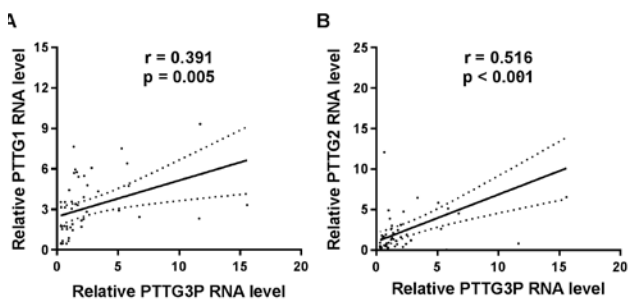 A
B
r = 0.391
p = 0.005
r = 0.516
p < 0.001
Relative PTTG1 RNA level
15
12
9
6
3
0
0
5
10
15
20
Relative PTTG3P RNA level
Relative PTTG2 RNA level
25
20
15
10
5
0
0
5
10
15
20
Relative PTTG3P RNA level